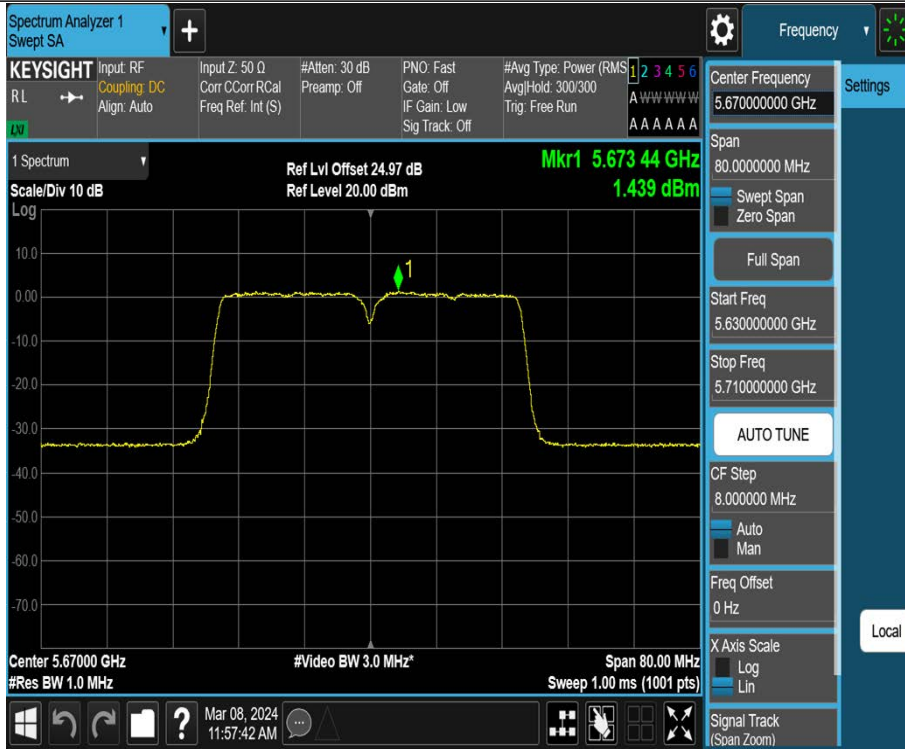 Spectrum Analyzer 1
Swept SA
+
Frequency
KEYSIGHT
R L
LXI
Input: RF
Coupling: DC
Align: Auto
Input Z: 50 Ω
Corr CCorr RCal
Freq Ref: Int (S)
#Atten: 30 dB
Preamp: Off
PNO: Fast
Gate: Off
IF Gain: Low
Sig Track: Off
#Avg Type: Power (RMS
Avg|Hold: 300/300
Trig: Free Run
1 2 3 4 5 6
A W W W W W
A A A A A A
Center Frequency
5.670000000 GHz
Settings
1 Spectrum
Scale/Div 10 dB
Log
Ref Lvl Offset 24.97 dB
Ref Level 20.00 dBm
Mkr1 5.673 44 GHz
1.439 dBm
Span
80.0000000 MHz
Swept Span
Zero Span
Full Span
Start Freq
5.630000000 GHz
Stop Freq
5.710000000 GHz
AUTO TUNE
CF Step
8.000000 MHz
Auto
Man
Freq Offset
0 Hz
X Axis Scale
Log
Lin
Local
Signal Track
(Span Zoom)
10.0
0.00
-10.0
-20.0
-30.0
-40.0
-50.0
-60.0
-70.0
1
Center 5.67000 GHz
#Res BW 1.0 MHz
#Video BW 3.0 MHz*
Span 80.00 MHz
Sweep 1.00 ms (1001 pts)
?
Mar 08, 2024
11:57:42 AM